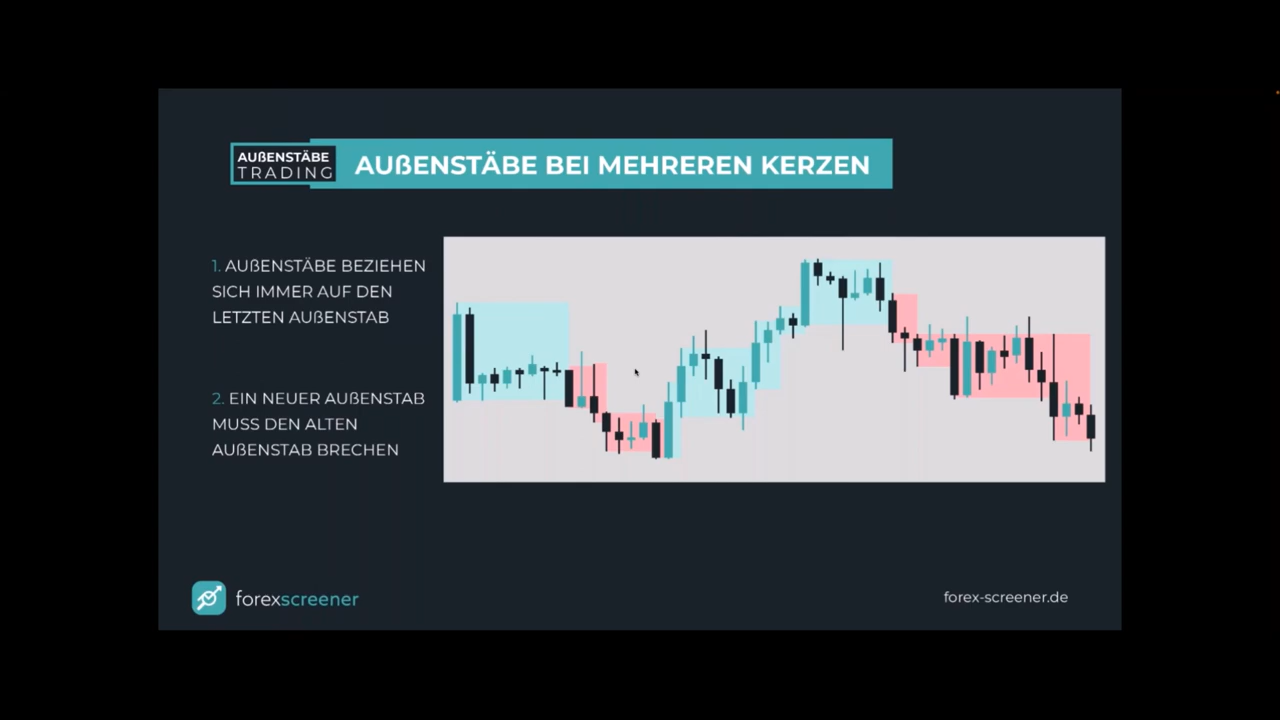 AUßENSTÄBE
TRADING
AUßENSTÄBE BEI MEHREREN KERZEN
1. AUßENSTÄBE BEZIEHEN
SICH IMMER AUF DEN
LETZTEN AUßENSTAB
2. EIN NEUER AUßENSTAB
MUSS DEN ALTEN
AUßENSTAB BRECHEN
forexscreener
forex-screener.de